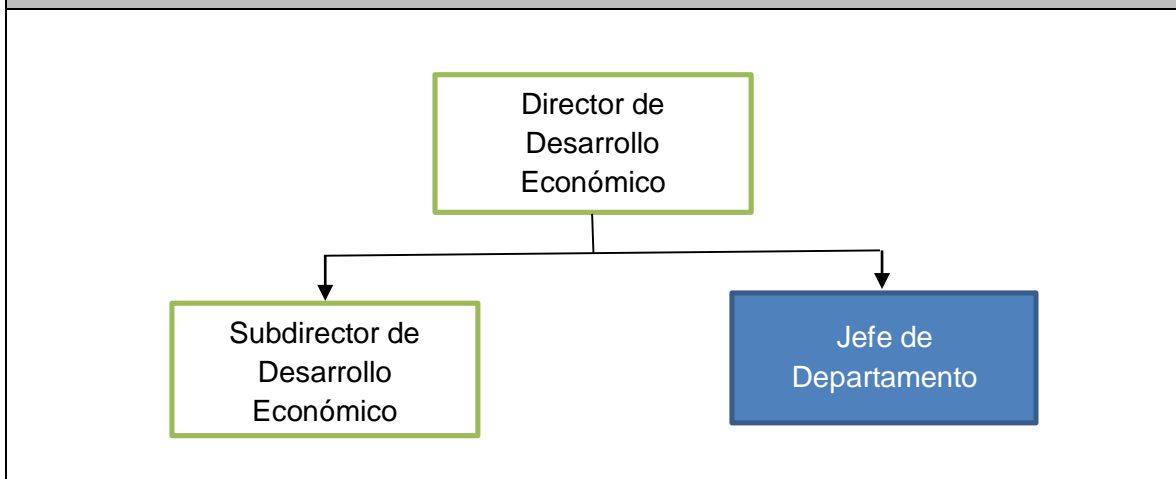 Director de
Desarrollo
Económico
Subdirector de
Desarrollo
Económico
Jefe de
Departamento